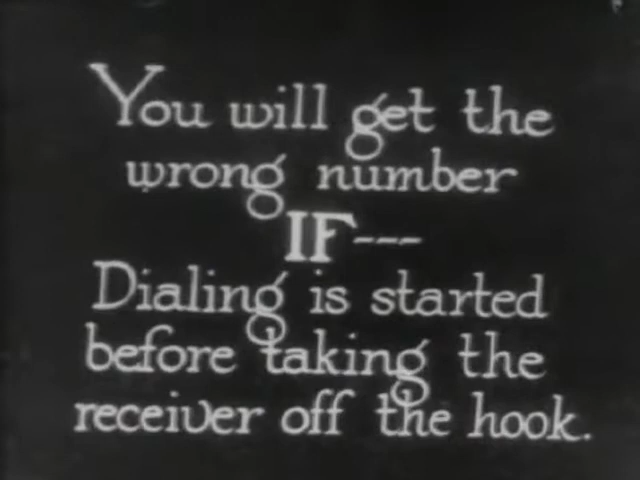 You will get the
wrong number
IF---
Dialing is started
before taking the
receiver off the hook.